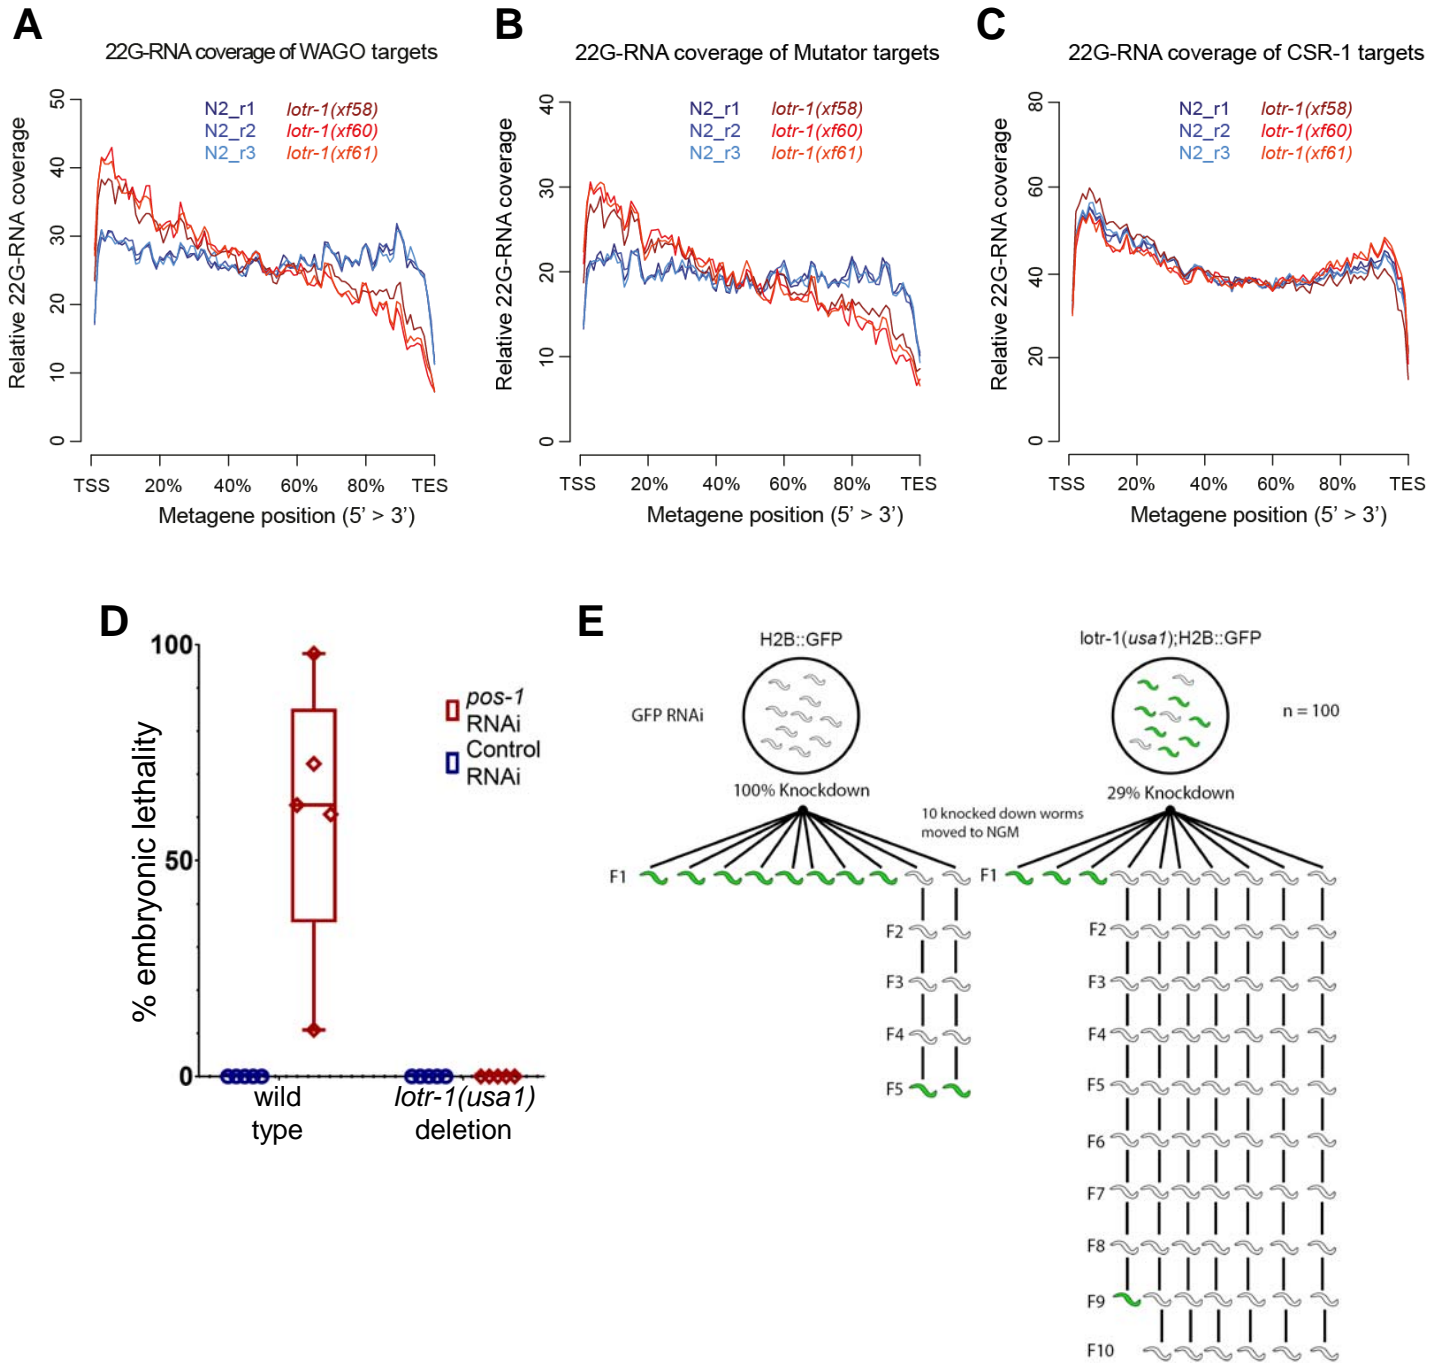 A
22G-RNA coverage of WAGO targets
N2_r1 lotr-1(xf58)
N2_r2 lotr-1(xf60)
N2_r3 lotr-1(xf61)
Relative 22G-RNA coverage
50
40
30
20
10
0
TSS 20% 40% 60% 80% TES
Metagene position (5’ > 3’)
B
22G-RNA coverage of Mutator targets
N2_r1 lotr-1(xf58)
N2_r2 lotr-1(xf60)
N2_r3 lotr-1(xf61)
Relative 22G-RNA coverage
40
30
20
10
0
TSS 20% 40% 60% 80% TES
Metagene position (5’ > 3’)
C
22G-RNA coverage of CSR-1 targets
N2_r1 lotr-1(xf58)
N2_r2 lotr-1(xf60)
N2_r3 lotr-1(xf61)
Relative 22G-RNA coverage
80
60
40
20
0
TSS 20% 40% 60% 80% TES
Metagene position (5’ > 3’)
D
% embryonic lethality
100
50
0
pos-1
RNAi
Control
RNAi
wild
type
lotr-1(usa1)
deletion
E
H2B::GFP
lotr-1(usa1);H2B::GFP
GFP RNAi
n = 100
100% Knockdown
29% Knockdown
10 knocked down worms
moved to NGM
F1
F2
F3
F4
F5
F1
F2
F3
F4
F5
F6
F7
F8
F9
F10